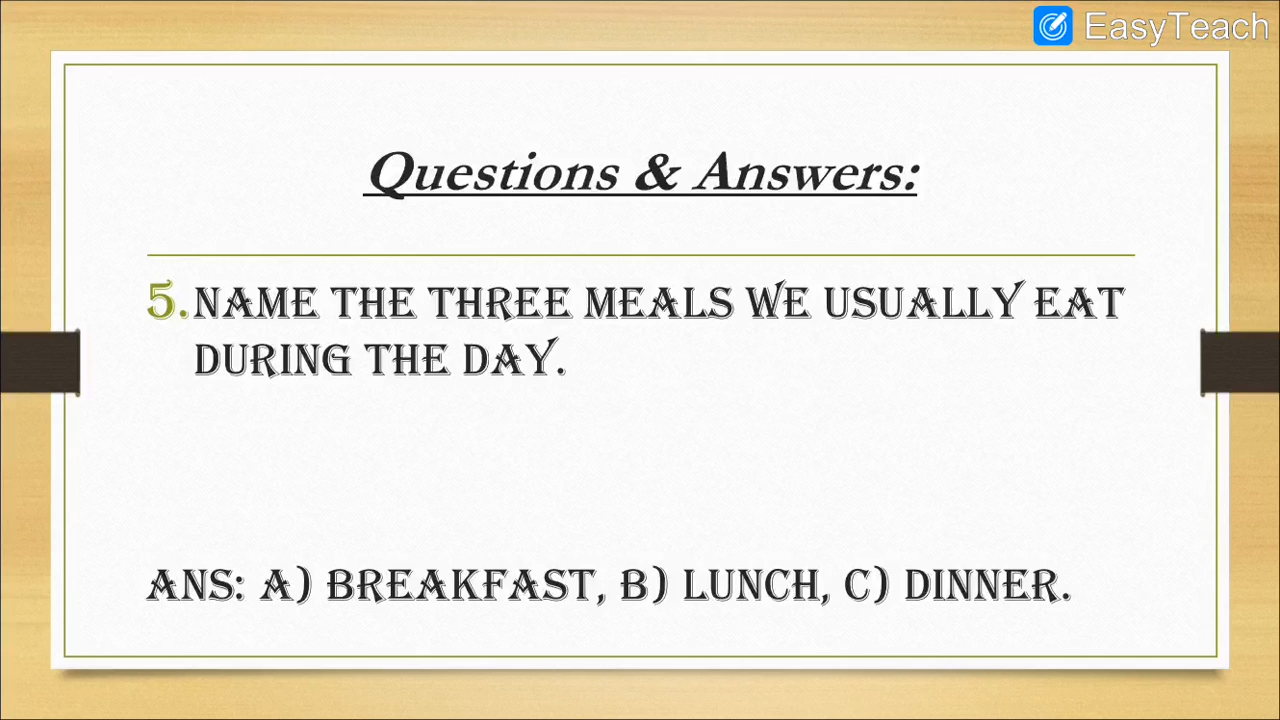 EasyTeach
Questions & Answers:
5. NAME THE THREE MEALS WE USUALLY EAT
DURING THE DAY.
ANS: A) BREAKFAST, B) LUNCH, C) DINNER.